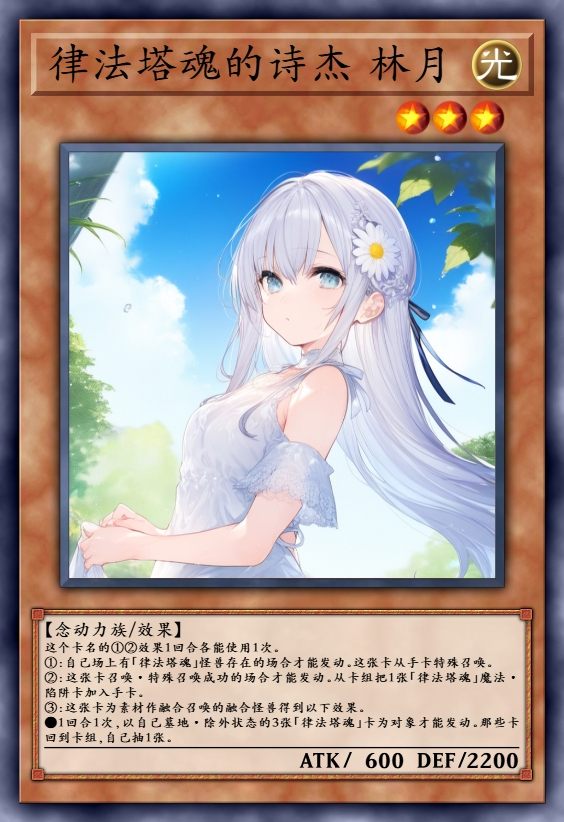 律法塔魂的诗杰 林月
光
【念动力族/效果】
这个卡名的①②效果1回合各能使用1次。
①:自己场上有「律法塔魂」怪兽存在的场合才能发动。这张卡从手卡特殊召唤。
②:这张卡召唤·特殊召唤成功的场合才能发动。从卡组把1张「律法塔魂」魔法·
陷阱卡加入手卡。
③:这张卡为素材作融合召唤的融合怪兽得到以下效果。
●1回合1次,以自己墓地·除外状态的3张「律法塔魂」卡为对象才能发动。那些卡
回到卡组,自己抽1张。
ATK/ 600 DEF/2200